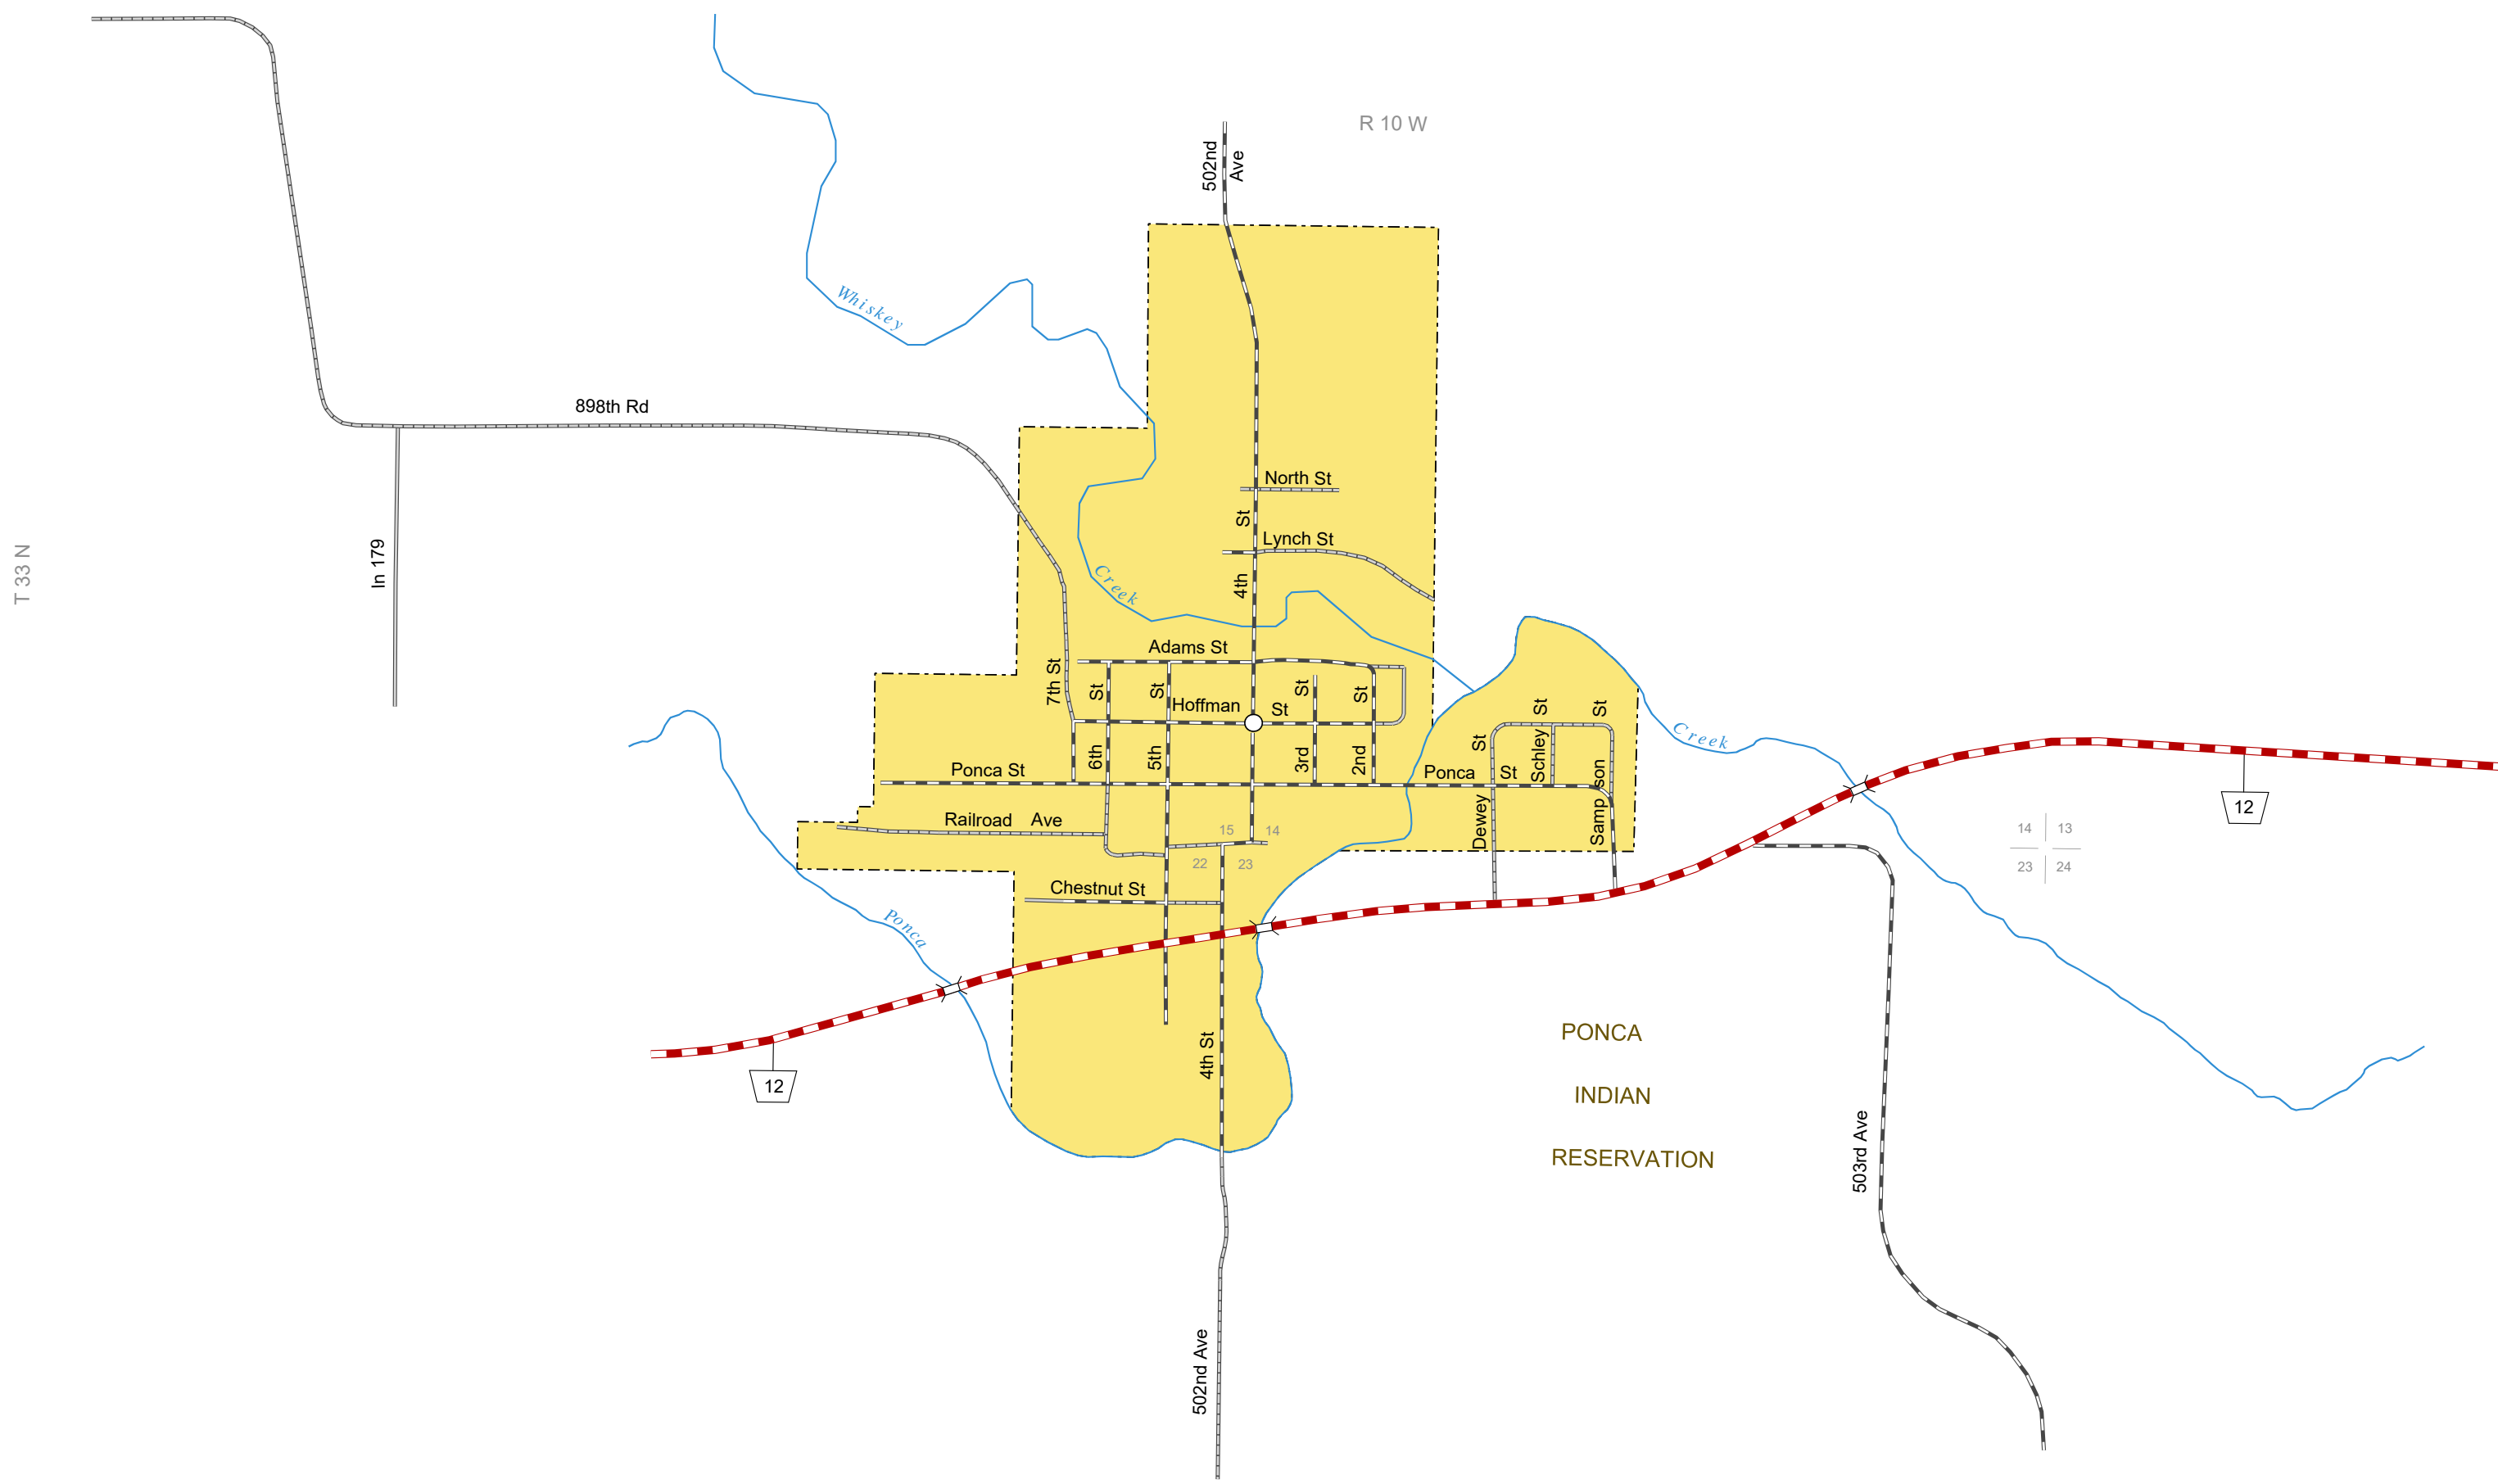 R 10 W
502nd
Ave
Whiskey
898th Rd
North St
St
Lynch St
T 33 N
ln 179
4th
Creek
Adams St
7th St
St
St
Hoffman
St
St
St
St
St
St
Creek
6th
5th
3rd
2nd
Schley
Ponca St
Ponca
St
Sampson
12
Railroad Ave
15
14
Dewey
14
13
22
23
23
24
Chestnut St
Ponca
4th St
PONCA
12
INDIAN
RESERVATION
503rd Ave
502nd Ave